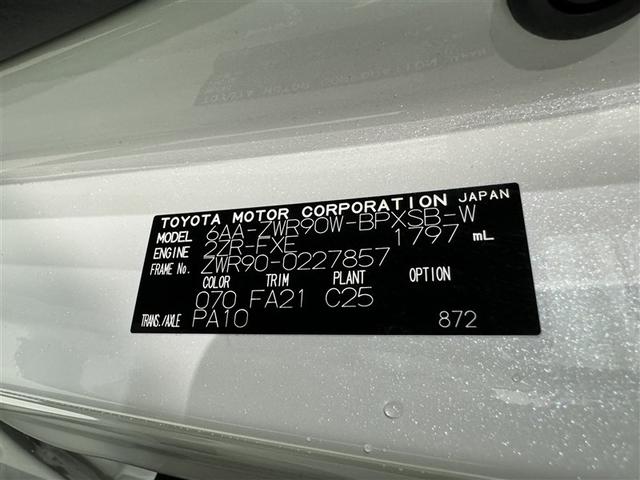 TOYOTA MOTOR CORPORATION JAPAN
MODEL 6AA-ZWR90W-BPXSB-W
ENGINE 2ZR-FXE 1797 mL
FRAME No. ZWR90-0227857
COLOR TRIM PLANT OPTION
070 FA21 C25
TRANS./AXLE PA10 872